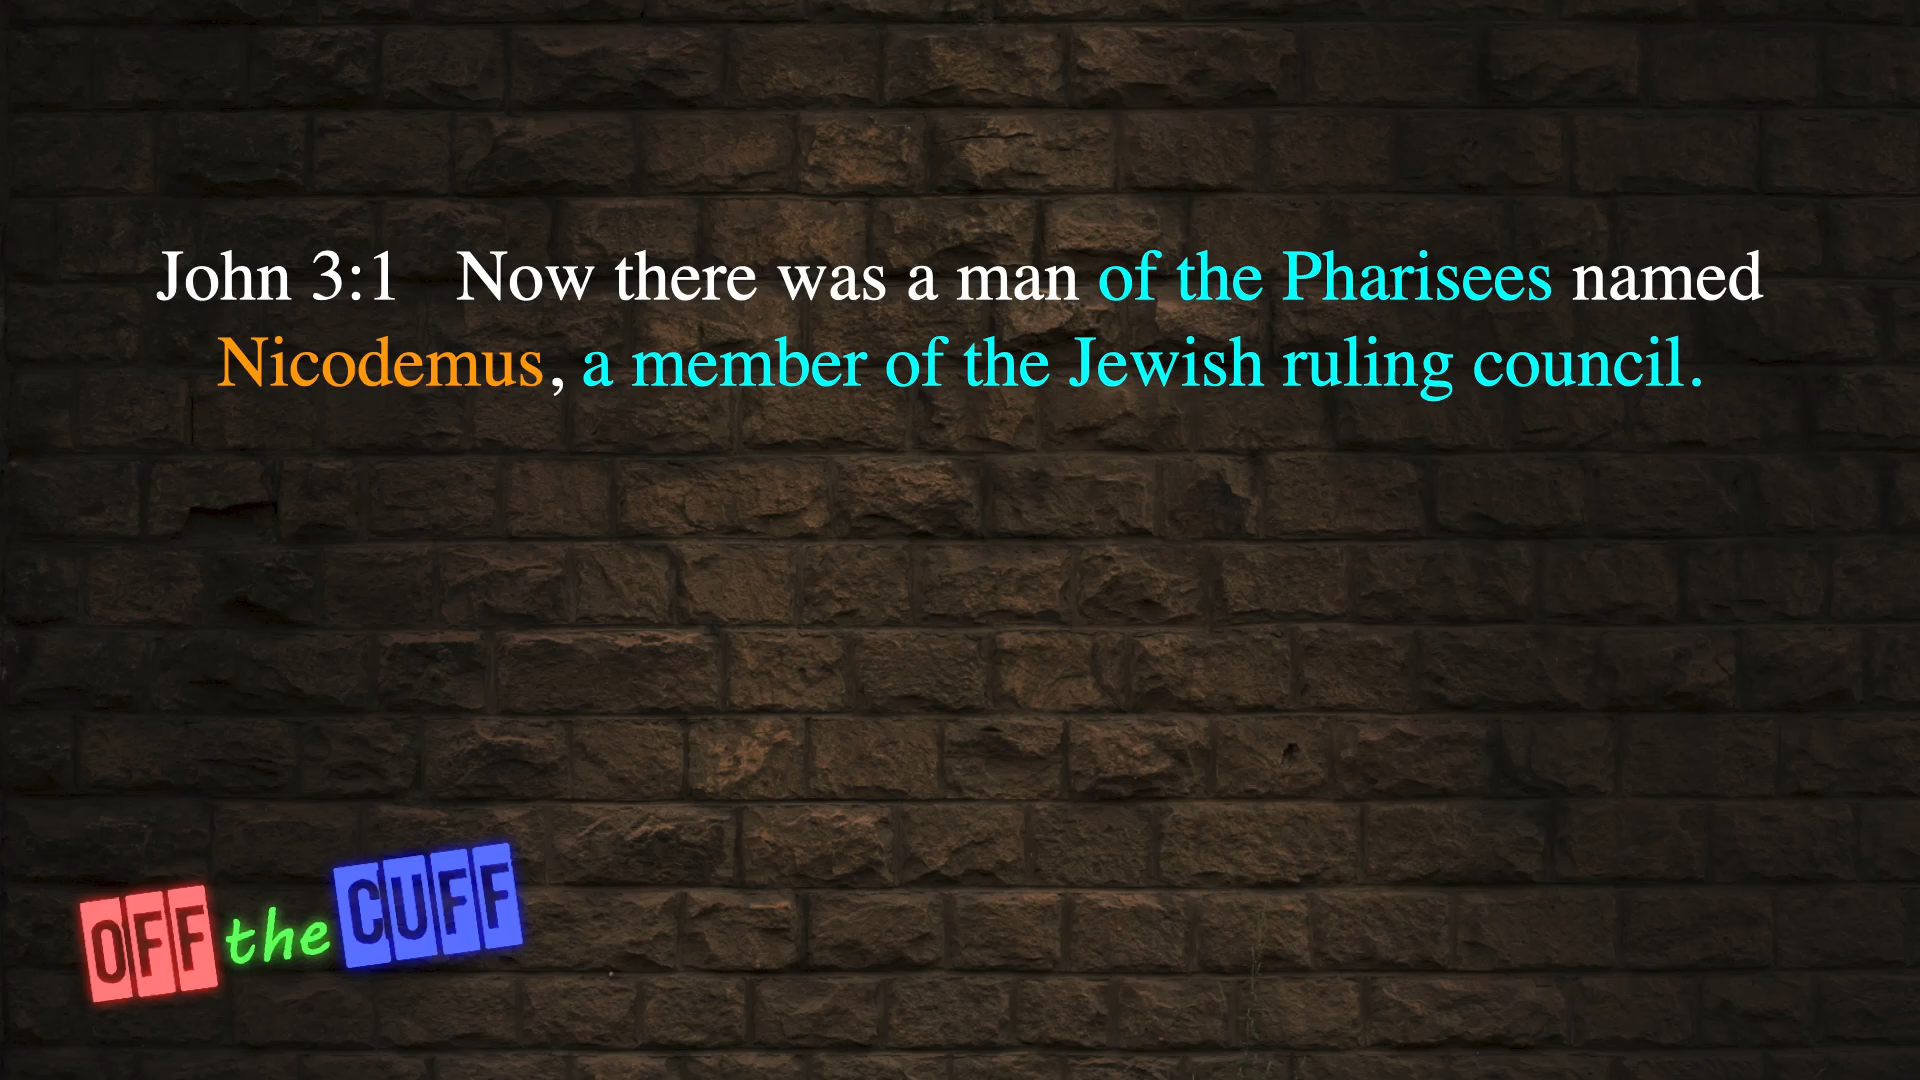 John 3:1   Now there was a man of the Pharisees named
Nicodemus, a member of the Jewish ruling council.
OFF the CUFF